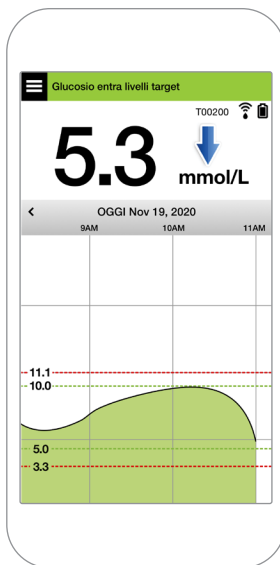 Glucosio entra livelli target
T00200
5.3
mmol/L
OGGI Nov 19, 2020
9AM 10AM 11AM
11.1
10.0
5.0
3.3